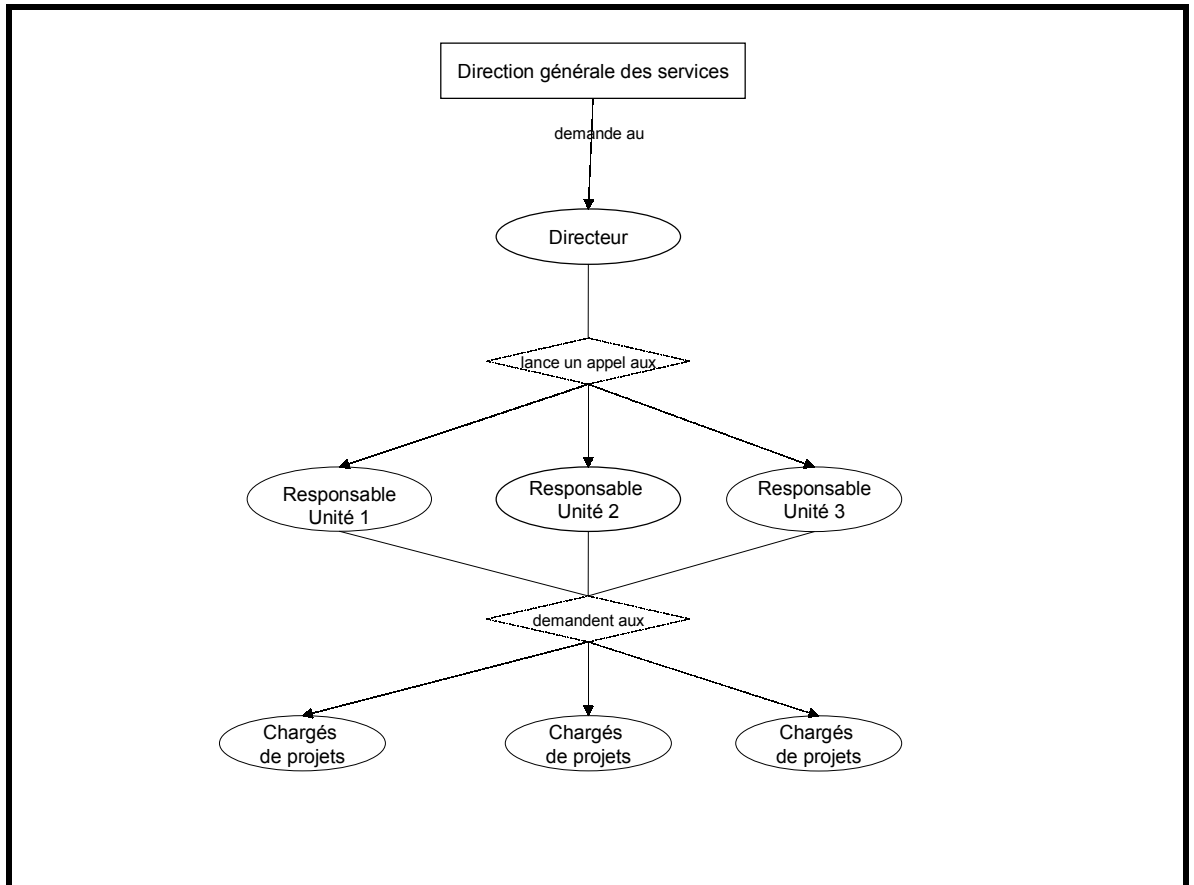 Direction générale des services
demande au
Directeur
lance un appel aux
Responsable
Unité 1
Responsable
Unité 2
Responsable
Unité 3
demandent aux
Chargés
de projets
Chargés
de projets
Chargés
de projets